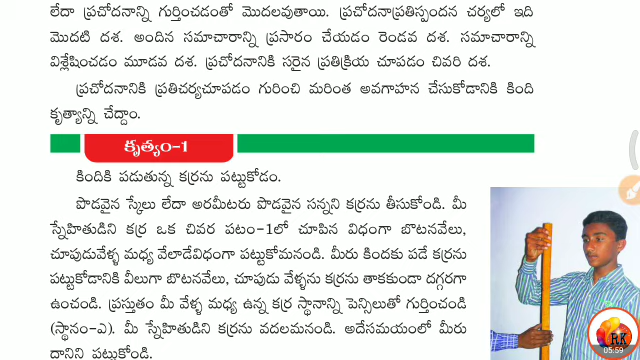 లేదా ప్రచోదనాన్ని గుర్తించడంతో మొదలవుతాయి. ప్రచోదనాప్రతిస్పందన చర్యలో ఇది
మొదటి దశ. అందిన సమాచారాన్ని ప్రసారం చేయడం రెండవ దశ. సమాచారాన్ని
విశ్లేషించడం మూడవ దశ. ప్రచోదనానికి సరైన ప్రతిక్రియ చూపడం చివరి దశ.
ప్రచోదనానికి ప్రతిచర్యచూపడం గురించి మరింత అవగాహన చేసుకోడానికి కింది
కృత్యాన్ని చేద్దాం.
కృత్యం-1
కిందికి పడుతున్న కర్రను పట్టుకోడం.
పొడవైన స్కేలు లేదా అరమీటరు పొడవైన సన్నని కర్రను తీసుకోండి. మీ
స్నేహితుడిని కర్ర ఒక చివర పటం-1లో చూపిన విధంగా బొటనవేలు,
చూపుడువేళ్ళ మధ్య వేలాడేవిధంగా పట్టుకోమనండి. మీరు కిందకు పడే కర్రను
పట్టుకోడానికి వీలుగా బొటనవేలు, చూపుడు వేళ్ళను కర్రను తాకకుండా దగ్గరగా
ఉంచండి. ప్రస్తుతం మీ వేళ్ళ మధ్య ఉన్న కర్ర స్థానాన్ని పెన్సిలుతో గుర్తించండి
(స్థానం-ఎ). మీ స్నేహితుడిని కర్రను వదలమనండి. అదేసమయంలో మీరు
దానిని పట్టుకోండి.
RK
05:59